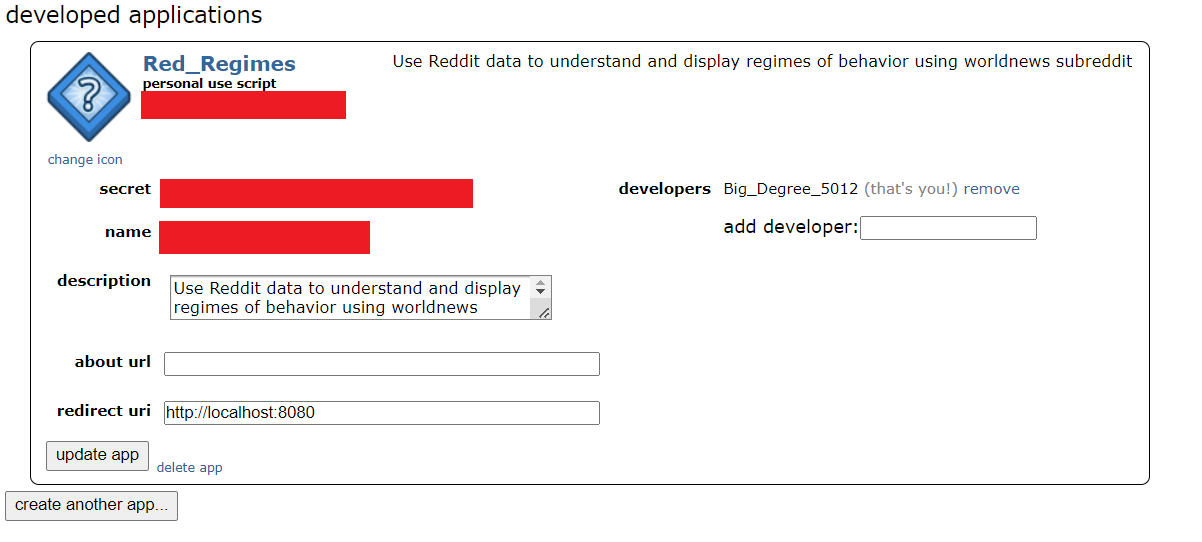 developed applications
Red_Regimes
Use Reddit data to understand and display regimes of behavior using worldnews subreddit
personal use script
?
change icon
secret
developers Big_Degree_5012 (that's you!) remove
name
add developer:
description
Use Reddit data to understand and display
regimes of behavior using worldnews
about url
redirect uri http://localhost:8080
update app delete app
create another app...